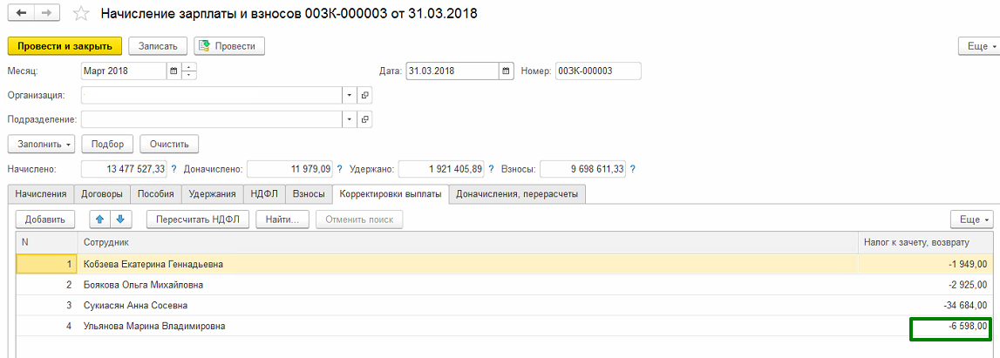 Начисление зарплаты и взносов 00ЗК-000003 от 31.03.2018
Провести и закрыть Записать Провести Еще
Месяц: Март 2018 Дата: 31.03.2018 Номер: 00ЗК-000003
Организация:
Подразделение:
Заполнить Подбор Очистить
Начислено: 13 477 527,33 ? Доначислено: 11 979,09 ? Удержано: 1 921 405,89 ? Взносы: 9 698 611,33 ?
Начисления Договоры Пособия Удержания НДФЛ Взносы Корректировки выплаты Доначисления, перерасчеты
Добавить Пересчитать НДФЛ Найти... Отменить поиск Еще
N Сотрудник Налог к зачету, возврату
1 Кобзева Екатерина Геннадьевна -1 949,00
2 Боякова Ольга Михайловна -2 925,00
3 Сукиасян Анна Сосевна -34 684,00
4 Ульянова Марина Владимировна -6 598,00